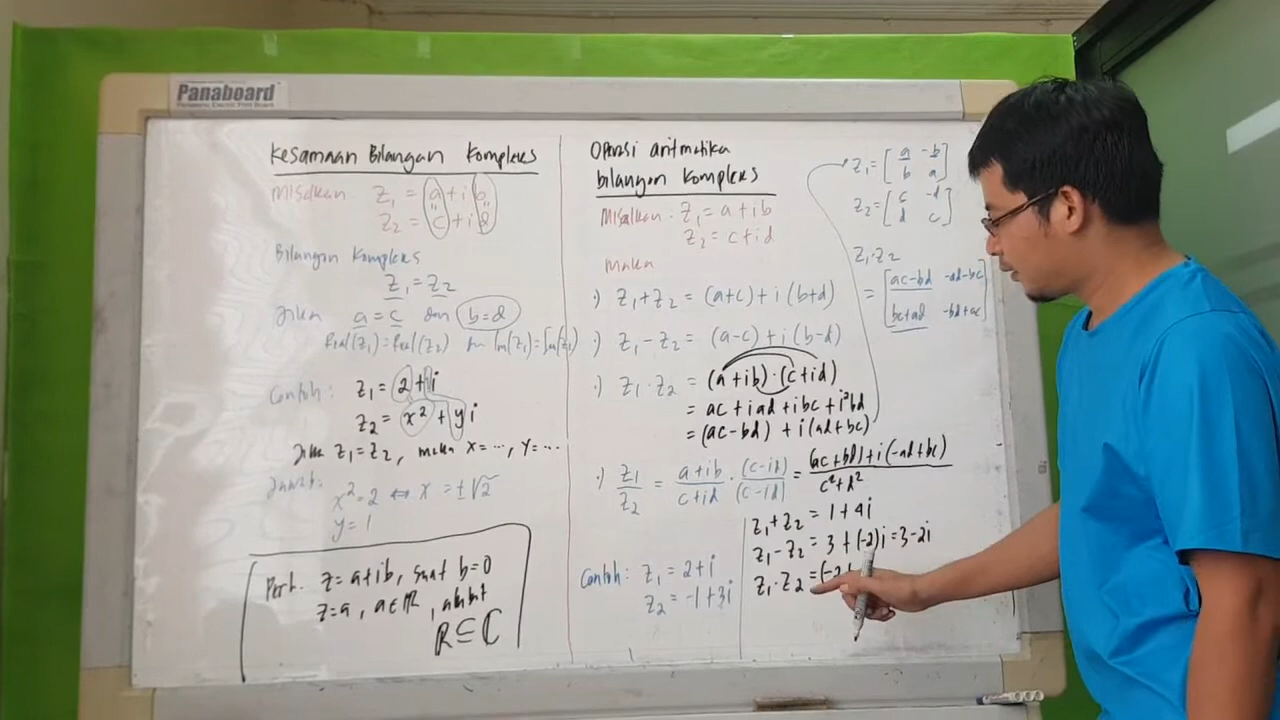 Panaboard
Kesamaan Bilangan Kompleks
Misalkan z₁ = a + i b
z₂ = c + i d
Bilangan Kompleks
z₁ = z₂
Jika a = c dan b = d
Real(z₁) = Real(z₂) dan Im(z₁) = Im(z₂)
Contoh: z₁ = 2 + 1i
z₂ = x² + y i
Jika z₁ = z₂, maka x = ..., y = ...
Jawab:
x² = 2 ⇔ x = ±√2
y = 1
Perh. z = a + ib, saat b = 0
z = a, a ∈ ℝ, akibat
ℝ ⊆ ℂ
Operasi aritmatika
bilangan kompleks
Misalkan: z₁ = a + ib
z₂ = c + id
Maka
·) z₁ + z₂ = (a+c) + i (b+d)
·) z₁ − z₂ = (a−c) + i (b−d)
·) z₁ · z₂ = (a+ib) · (c+id)
= ac + iad + ibc + i²bd
= (ac−bd) + i(ad+bc)
·) z₁/z₂ = (a+ib)/(c+id) · (c−id)/(c−id) = ((ac+bd) + i(−ad+bc))/(c²+d²)
Contoh: z₁ = 2 + i
z₂ = −1 + 3i
z₁ + z₂ = 1 + 4i
z₁ − z₂ = 3 + (−2)i = 3 − 2i
z₁ · z₂ = (−2
z₁ = [a −b
b a]
z₂ = [c −d
d c]
z₁·z₂
= [ac−bd −ad−bc
bc+ad −bd+ac]